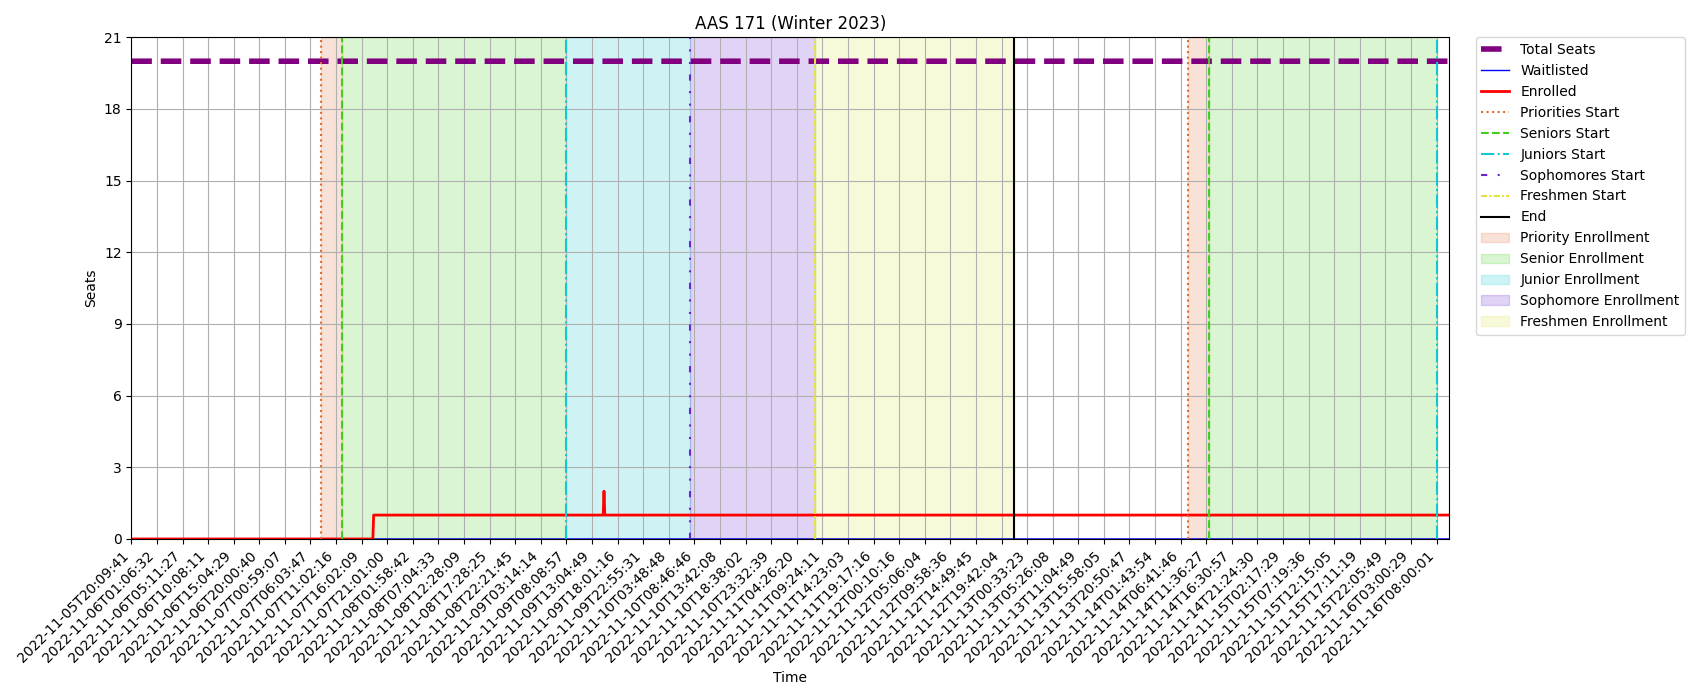 AAS 171 (Winter 2023)
21
18
15
12
9
6
3
0
Seats
2022-11-05T20:09:41
2022-11-06T01:06:32
2022-11-06T05:11:27
2022-11-06T10:08:11
2022-11-06T15:04:29
2022-11-06T20:00:40
2022-11-07T00:59:07
2022-11-07T06:03:47
2022-11-07T11:02:16
2022-11-07T16:02:09
2022-11-07T21:01:00
2022-11-08T01:58:42
2022-11-08T07:04:33
2022-11-08T12:28:09
2022-11-08T17:28:25
2022-11-08T22:21:45
2022-11-09T03:14:14
2022-11-09T08:08:57
2022-11-09T13:04:49
2022-11-09T18:01:16
2022-11-09T22:55:31
2022-11-10T03:48:48
2022-11-10T08:46:46
2022-11-10T13:42:08
2022-11-10T18:38:02
2022-11-10T23:32:39
2022-11-11T04:26:20
2022-11-11T09:24:11
2022-11-11T14:23:03
2022-11-11T19:17:16
2022-11-12T00:10:16
2022-11-12T05:06:04
2022-11-12T09:58:36
2022-11-12T14:49:45
2022-11-12T19:42:04
2022-11-13T00:33:23
2022-11-13T05:26:08
2022-11-13T11:04:49
2022-11-13T15:58:05
2022-11-13T20:50:47
2022-11-14T01:43:54
2022-11-14T06:41:46
2022-11-14T11:36:27
2022-11-14T16:30:57
2022-11-14T21:24:30
2022-11-15T02:17:29
2022-11-15T07:19:36
2022-11-15T12:15:05
2022-11-15T17:11:19
2022-11-15T22:05:49
2022-11-16T03:00:29
2022-11-16T08:00:01
Time
Total Seats
Waitlisted
Enrolled
Priorities Start
Seniors Start
Juniors Start
Sophomores Start
Freshmen Start
End
Priority Enrollment
Senior Enrollment
Junior Enrollment
Sophomore Enrollment
Freshmen Enrollment